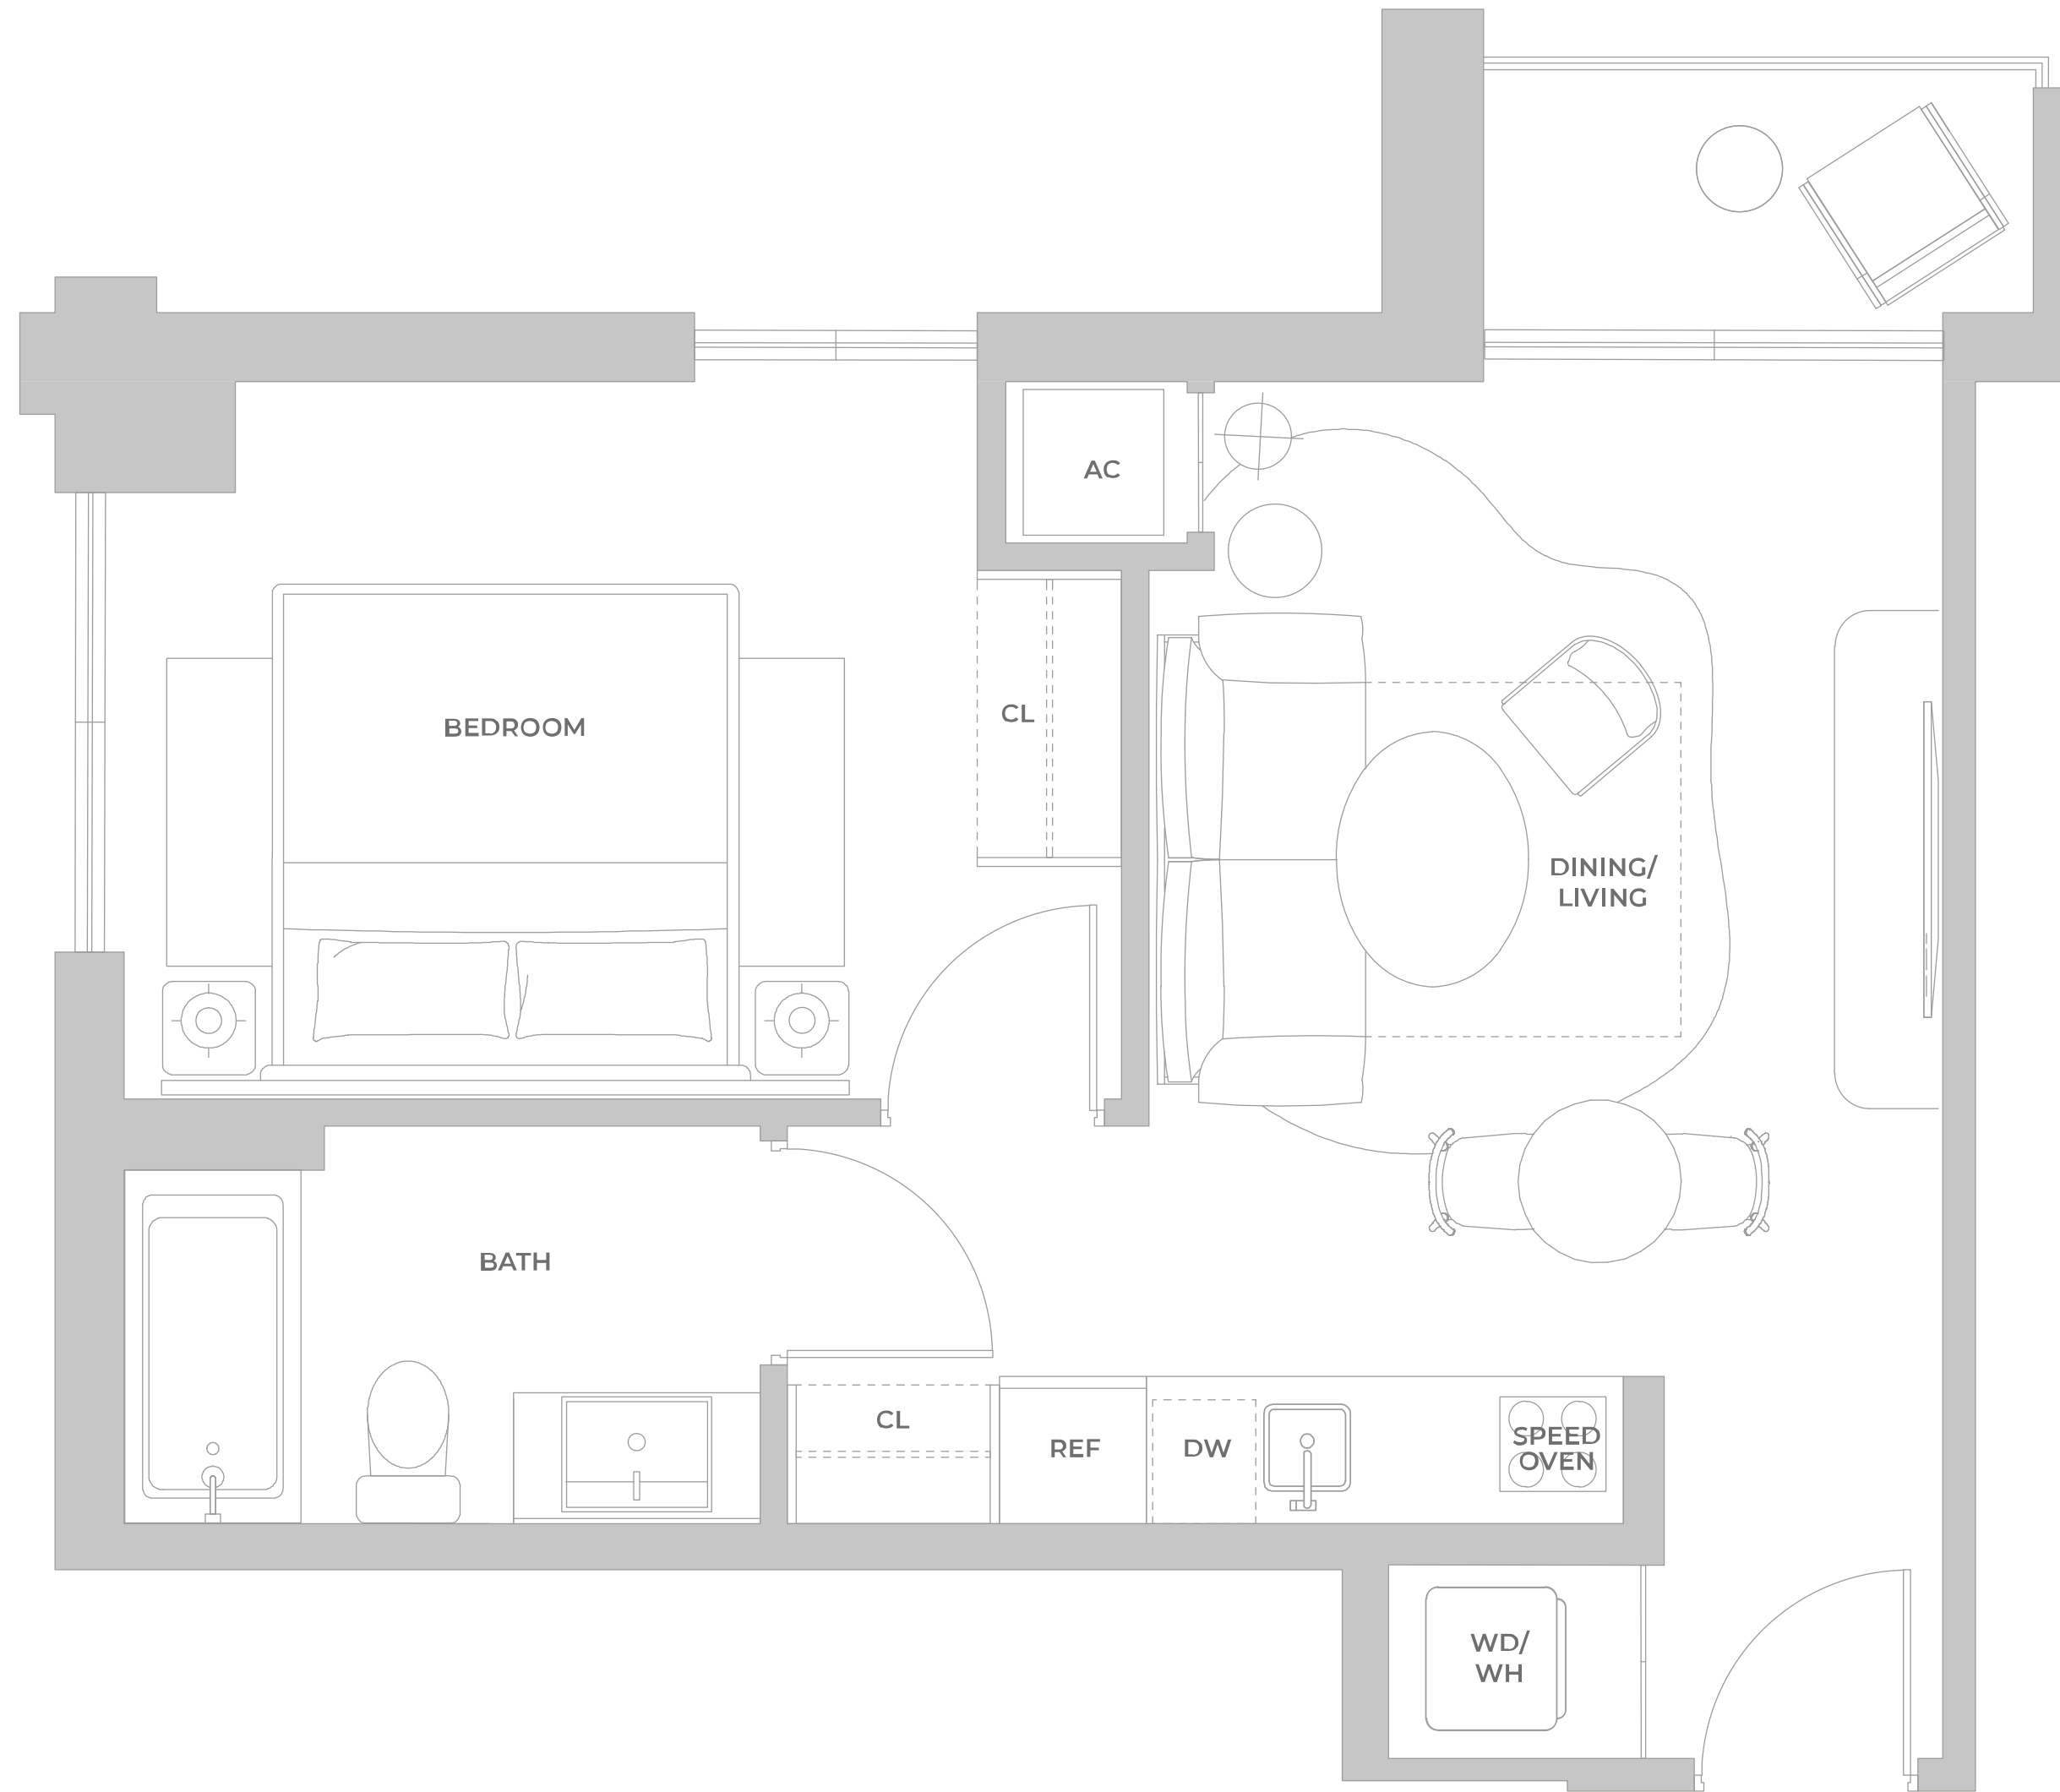 AC
BEDROOM
CL
DINING/
LIVING
BATH
CL
REF
DW
SPEED
OVEN
WD/
WH